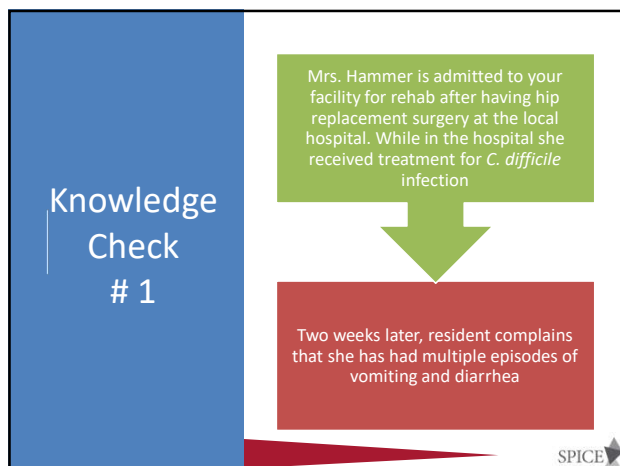 Knowledge
Check
# 1
Mrs. Hammer is admitted to your
facility for rehab after having hip
replacement surgery at the local
hospital. While in the hospital she
received treatment for C. difficile
infection
Two weeks later, resident complains
that she has had multiple episodes of
vomiting and diarrhea
SPICE